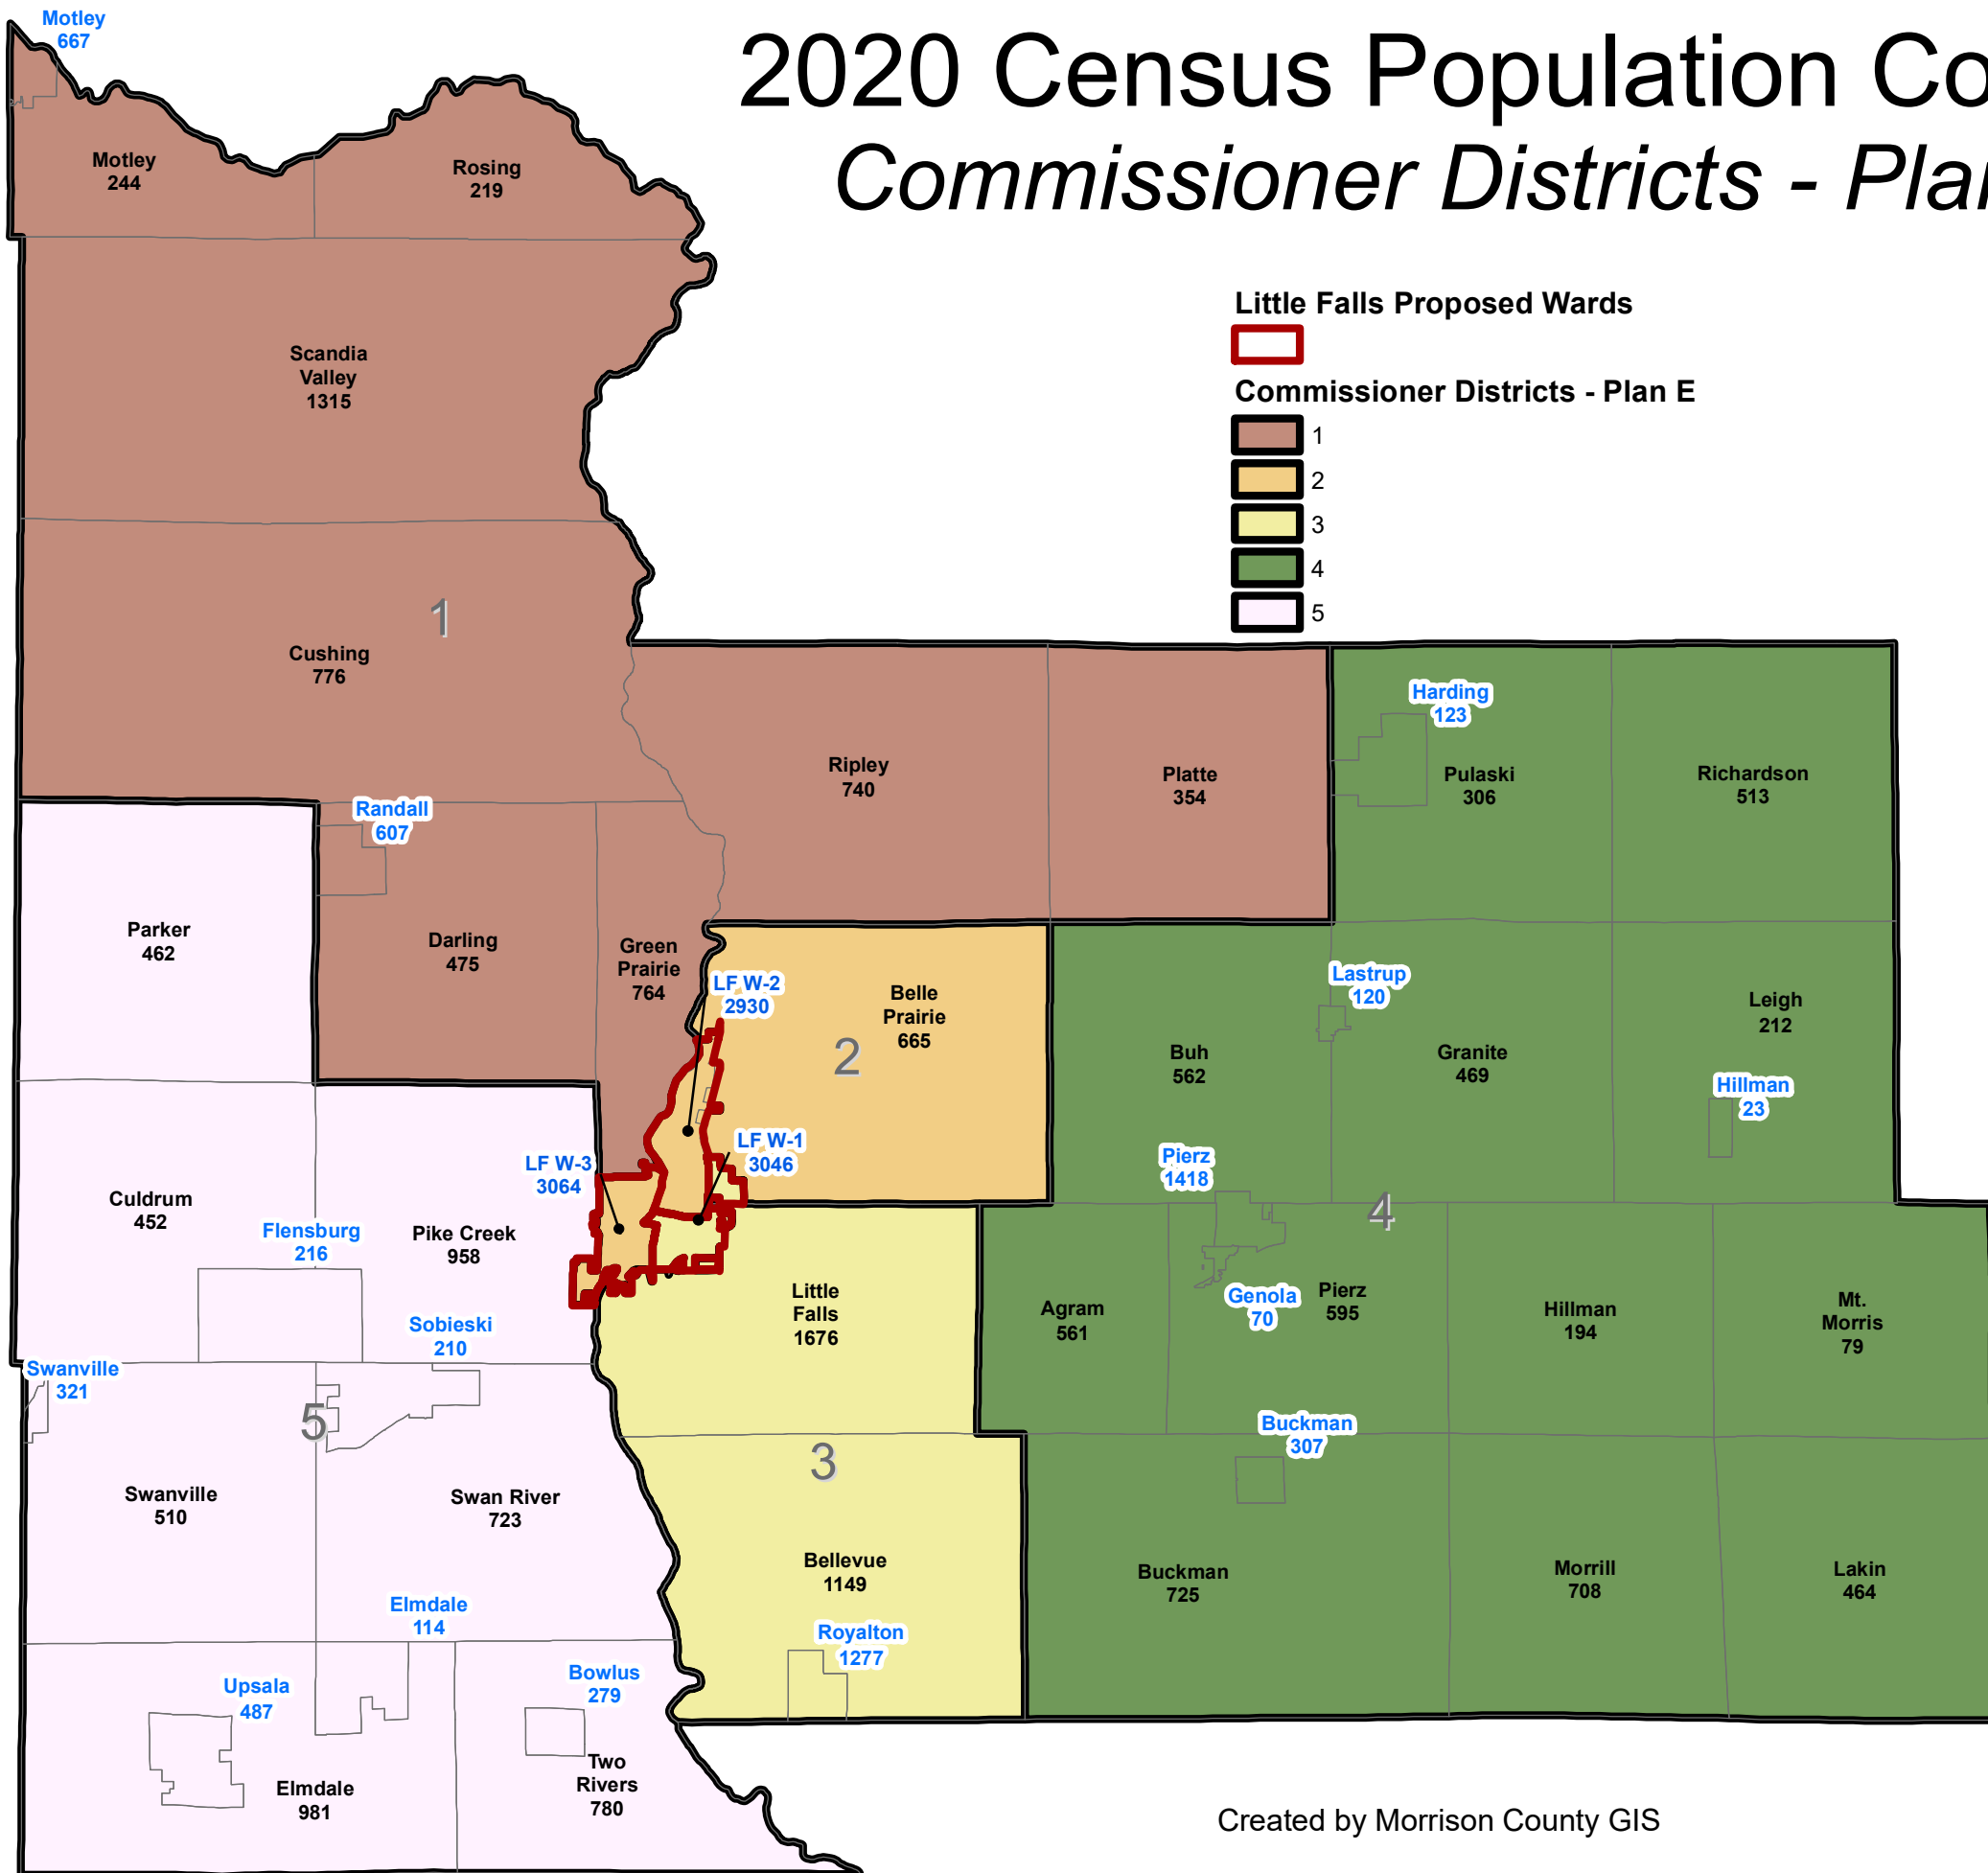 2020 Census Population Co
Commissioner Districts - Plan
Little Falls Proposed Wards
Commissioner Districts - Plan E
1
2
3
4
5
Motley
667
Motley
244
Rosing
219
Scandia
Valley
1315
1
Cushing
776
Ripley
740
Platte
354
Harding
123
Pulaski
306
Richardson
513
Randall
607
Parker
462
Darling
475
Green
Prairie
764
LF W-2
2930
Belle
Prairie
665
2
Lastrup
120
Leigh
212
Buh
562
Granite
469
Hillman
23
LF W-1
3046
LF W-3
3064
Pierz
1418
4
Culdrum
452
Flensburg
216
Pike Creek
958
Sobieski
210
Little
Falls
1676
Agram
561
Genola
70
Pierz
595
Hillman
194
Mt.
Morris
79
Swanville
321
5
Buckman
307
3
Swanville
510
Swan River
723
Bellevue
1149
Buckman
725
Morrill
708
Lakin
464
Elmdale
114
Royalton
1277
Upsala
487
Bowlus
279
Elmdale
981
Two
Rivers
780
Created by Morrison County GIS